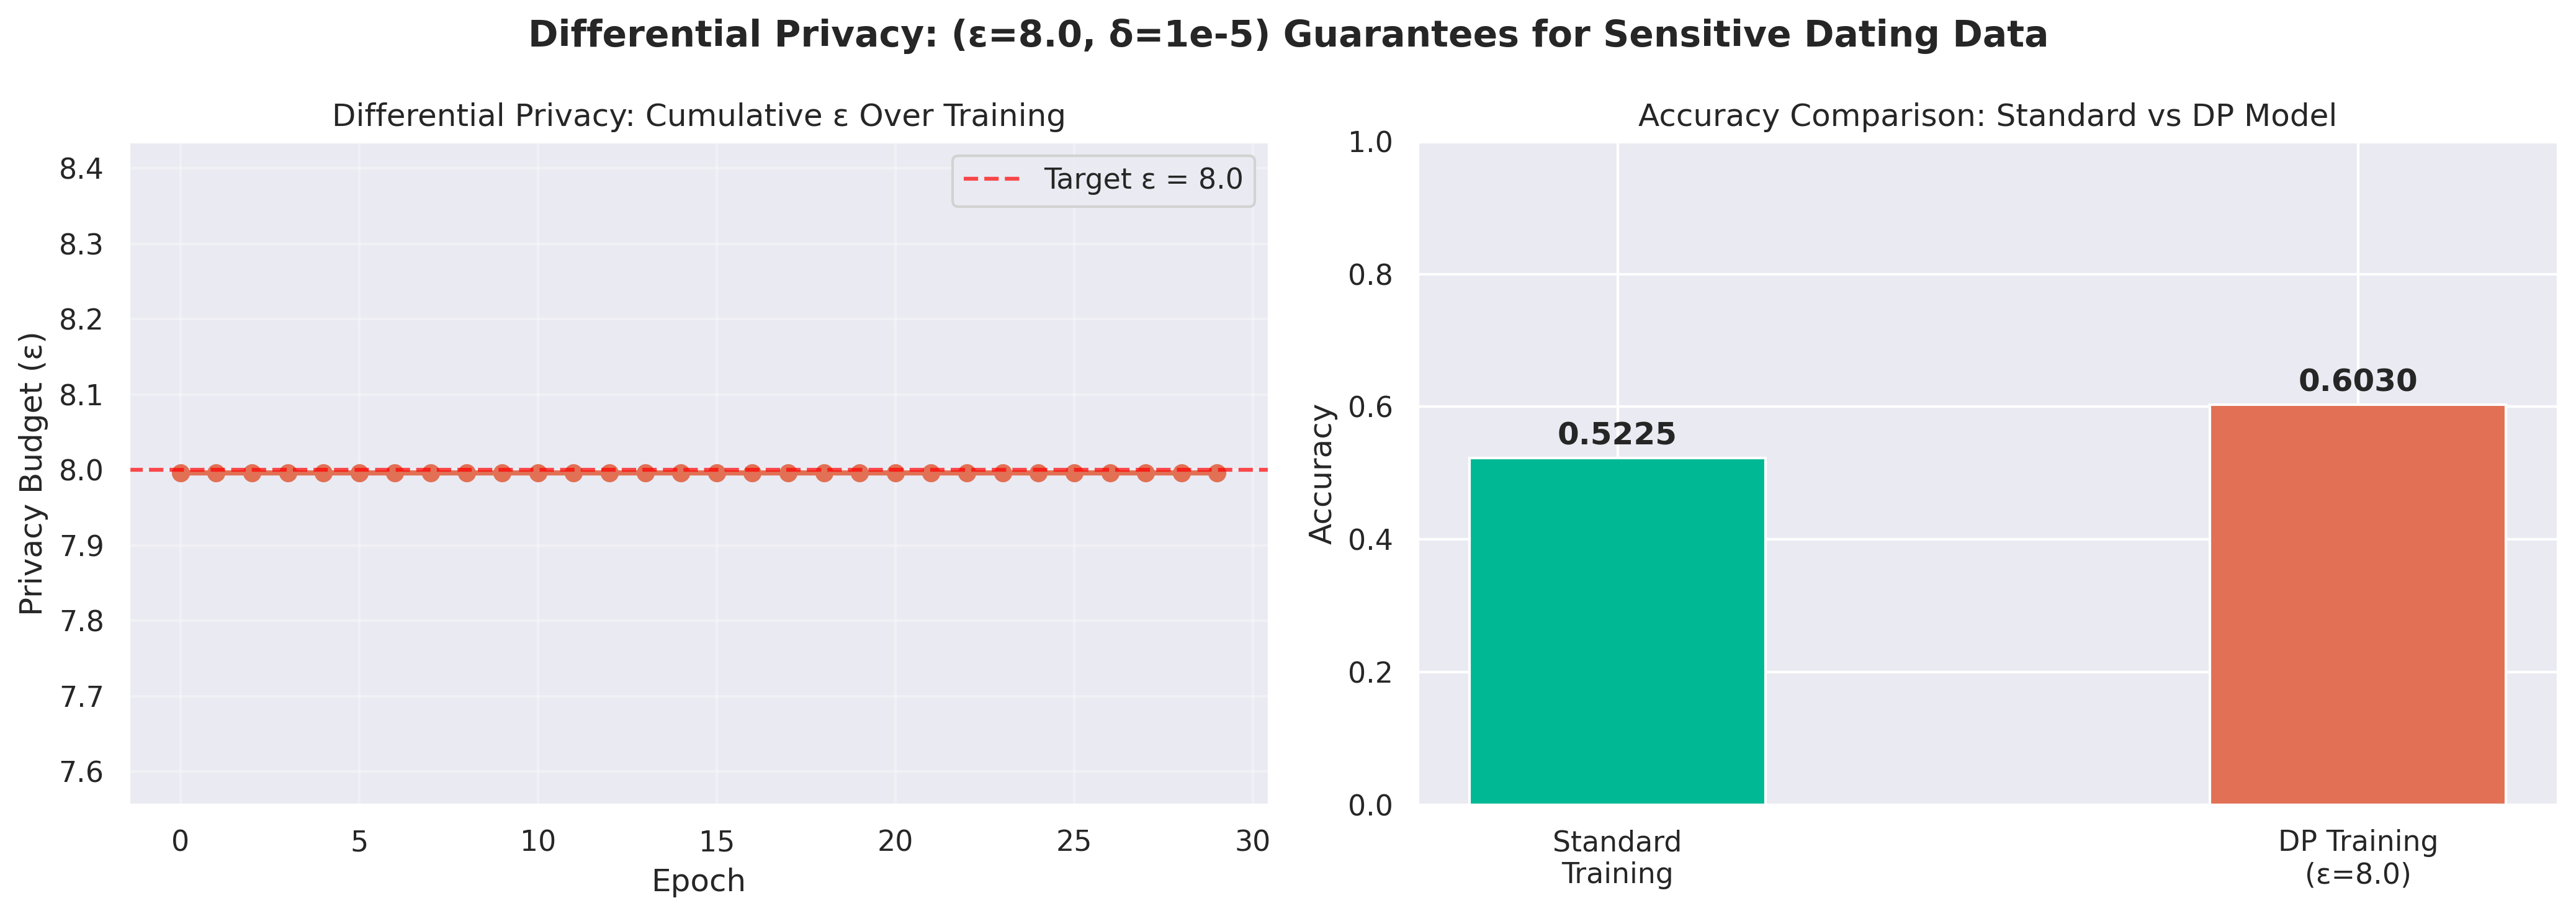 Differential Privacy: (ε=8.0, δ=1e-5) Guarantees for Sensitive Dating Data
Differential Privacy: Cumulative ε Over Training
Target ε = 8.0
8.4
8.3
8.2
8.1
8.0
7.9
7.8
7.7
7.6
Privacy Budget (ε)
0 5 10 15 20 25 30
Epoch
Accuracy Comparison: Standard vs DP Model
1.0
0.8
0.6
0.4
0.2
0.0
Accuracy
0.5225
0.6030
Standard
Training
DP Training
(ε=8.0)